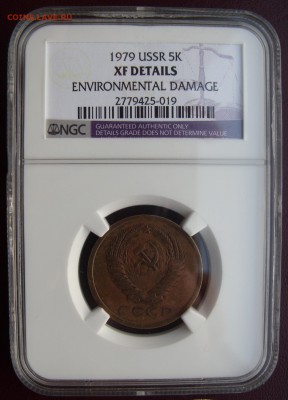 1979 USSR 5K
XF DETAILS
ENVIRONMENTAL DAMAGE
2779425-019
NGC
GUARANTEED AUTHENTIC ONLY
DETAILS GRADE DOES NOT DETERMINE VALUE
СССР